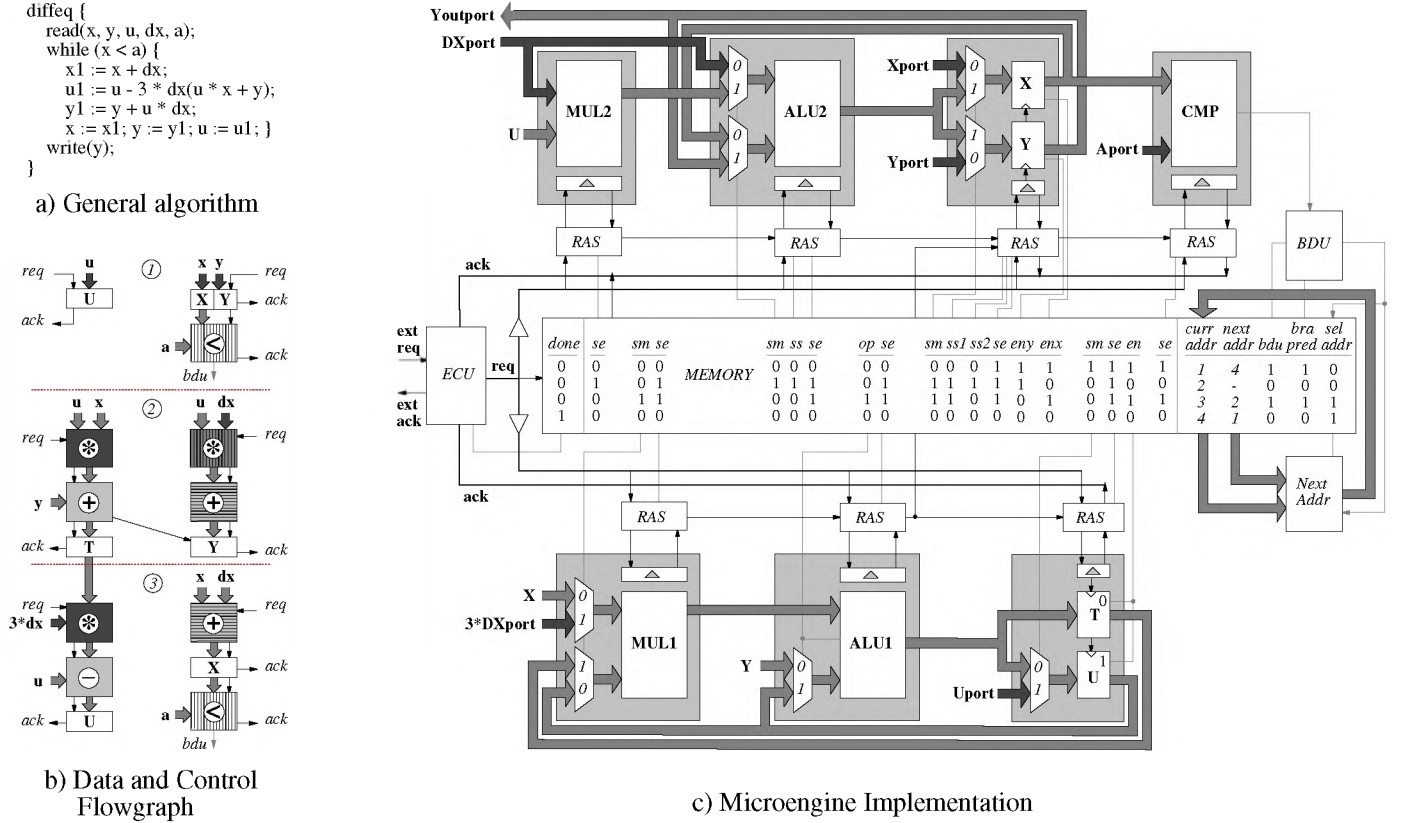 diffeq {
read(x, y, u, dx, a);
while (x < a) {
x1 := x + dx;
u1 := u - 3 * dx(u * x + y);
y1 := y + u * dx;
x := x1; y := y1; u := u1; }
write(y);
}
a) General algorithm
req u 1 x y req
U X Y ack
ack
a <
ack
bdu
u x 2 u dx
req * * req
y + +
ack T Y ack
3 x dx
req req
3*dx * +
u − X ack
ack U a < ack
bdu
b) Data and Control
Flowgraph
Youtport
DXport
MUL2
U
0
1
0
1
ALU2
Xport
0
1
X
1
0
Y
Yport
CMP
Aport
RAS RAS RAS RAS
BDU
ack
ext
req
ECU
req
ext
ack
MEMORY
done se sm se sm ss se op se sm ss1 ss2 se eny enx sm se en se
0 0 0 0 0 0 0 0 0 0 0 0 1 1 1 1 1 1 0
0 1 0 1 1 1 1 0 1 1 1 1 1 1 0 0 1 0 1
0 0 1 1 0 0 0 1 1 1 0 0 0 0 1 0 1 1 1
1 0 0 0 0 0 0 0 0 0 0 0 0 0 0 0 0 0 0
curr addr next addr bdu bra pred sel addr
1 4 1 1 0
2 - 0 0 0
3 2 1 1 1
4 1 0 0 1
Next
Addr
ack
RAS RAS RAS
X
3*DXport
0
1
1
0
MUL1
Y
0
1
ALU1
Uport
0
1
T 0
U 1
c) Microengine Implementation